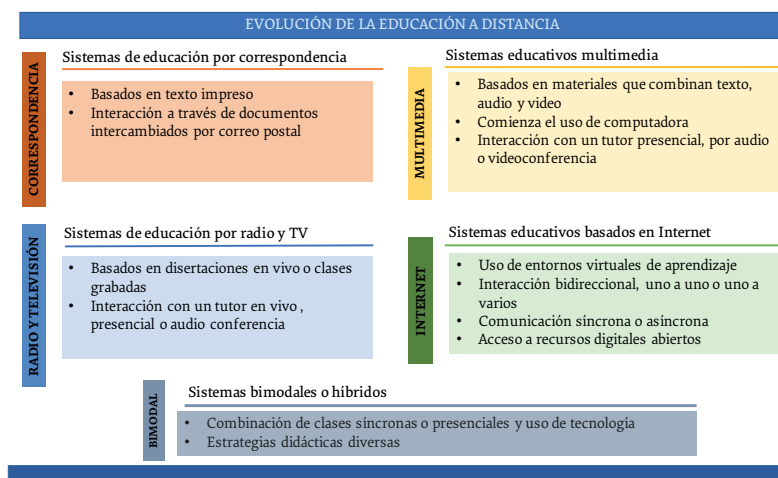 EVOLUCIÓN DE LA EDUCACIÓN A DISTANCIA
CORRESPONDENCIA
Sistemas de educación por correspondencia
• Basados en texto impreso
• Interacción a través de documentos
intercambiados por correo postal
RADIO Y TELEVISIÓN
Sistemas de educación por radio y TV
• Basados en disertaciones en vivo o clases
grabadas
• Interacción con un tutor en vivo ,
presencial o audio conferencia
MULTIMEDIA
Sistemas educativos multimedia
• Basados en materiales que combinan texto,
audio y video
• Comienza el uso de computadora
• Interacción con un tutor presencial, por audio
o videoconferencia
INTERNET
Sistemas educativos basados en Internet
• Uso de entornos virtuales de aprendizaje
• Interacción bidireccional, uno a uno o uno a
varios
• Comunicación síncrona o asíncrona
• Acceso a recursos digitales abiertos
BIMODAL
Sistemas bimodales o híbridos
• Combinación de clases síncronas o presenciales y uso de tecnología
• Estrategias didácticas diversas